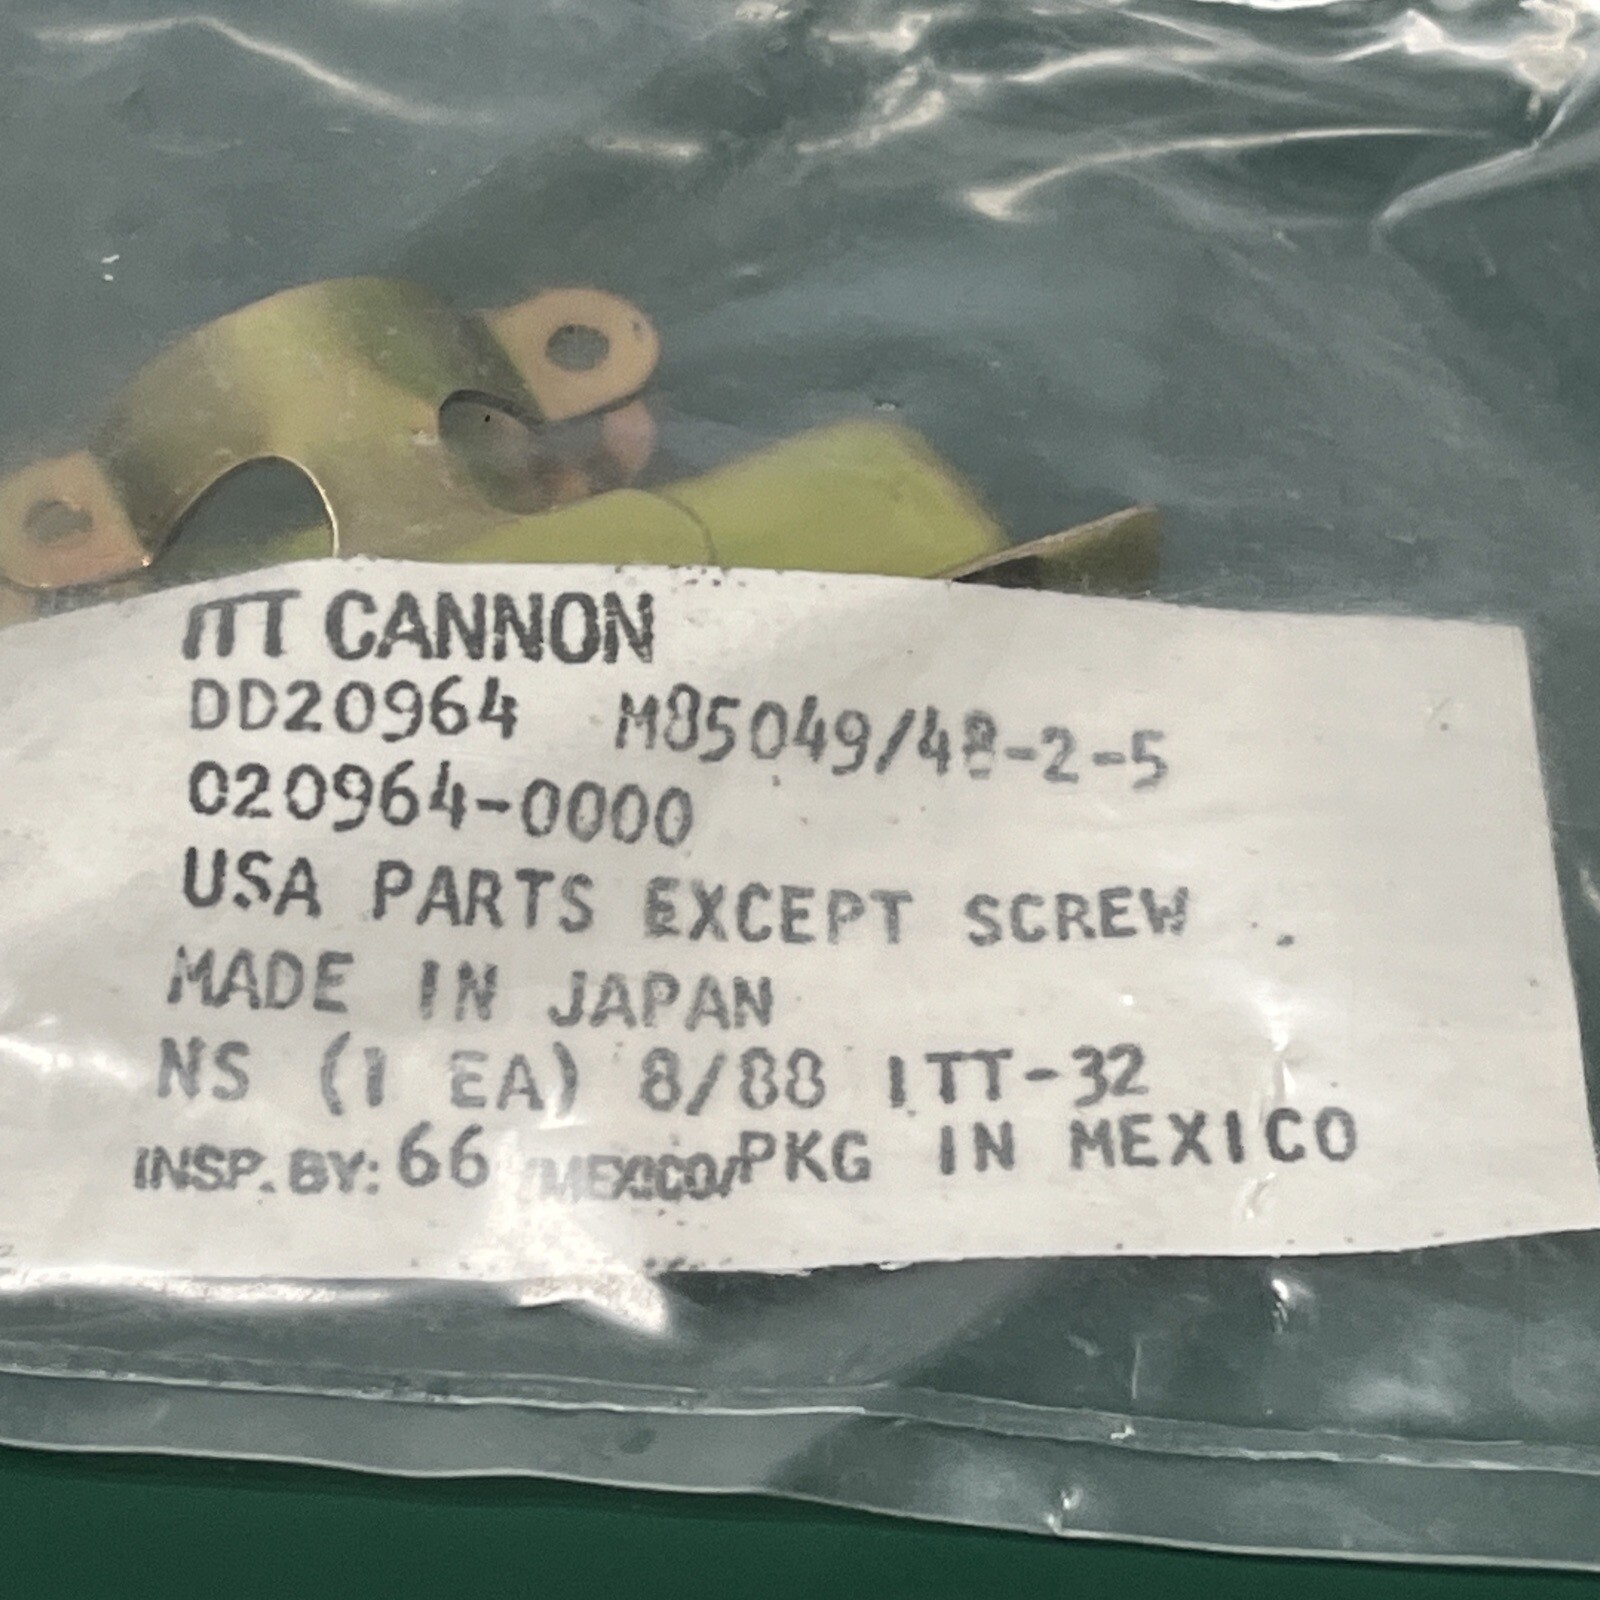 ITT CANNON
DD20964 M85049/48-2-5
020964-0000
USA PARTS EXCEPT SCREW
MADE IN JAPAN
NS (1 EA) 8/88 ITT-32
INSP. BY: 66 /MEXICO/ PKG IN MEXICO